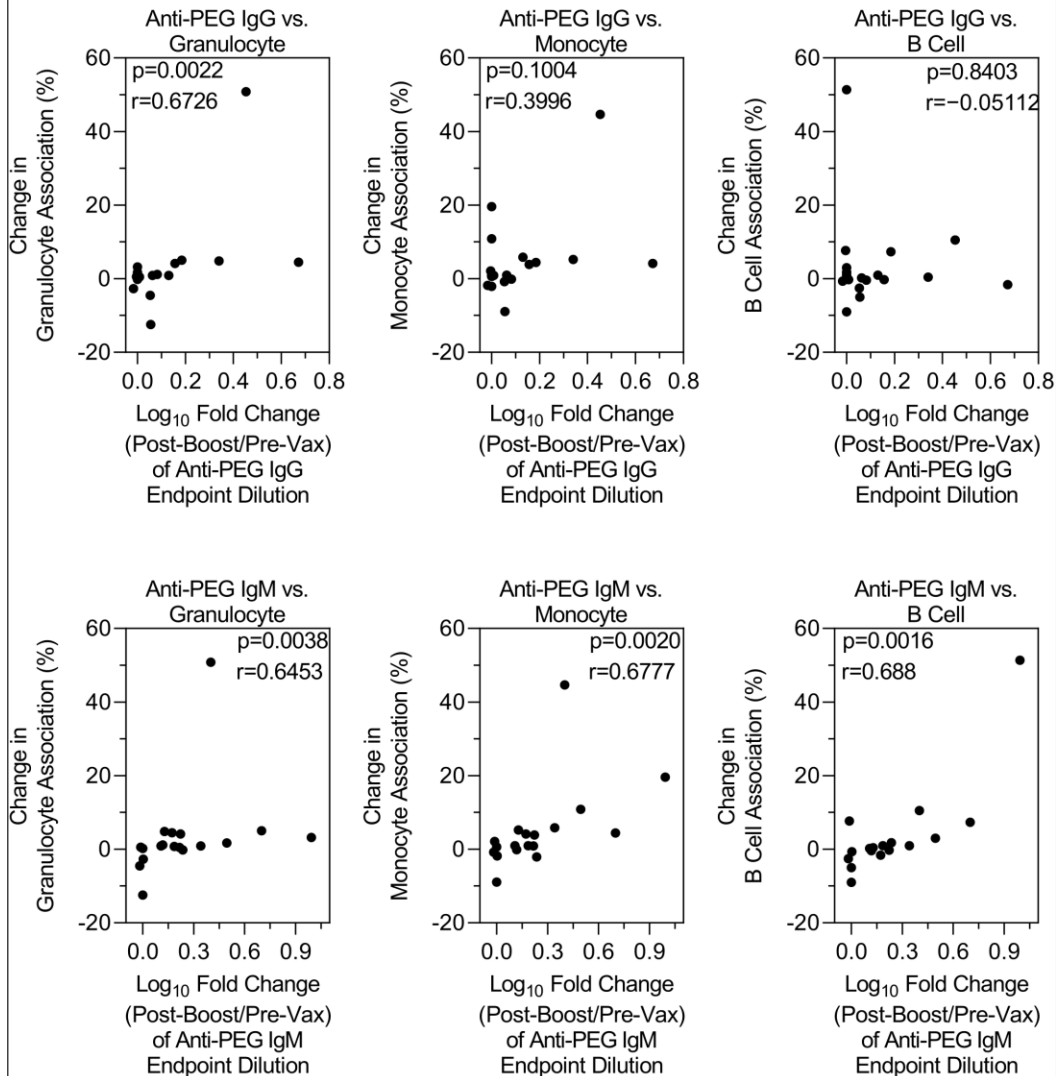 Anti-PEG IgG vs.
Granulocyte
Change in
Granulocyte Association (%)
60
40
20
0
-20
p=0.0022
r=0.6726
0.0 0.2 0.4 0.6 0.8
Log10 Fold Change
(Post-Boost/Pre-Vax)
of Anti-PEG IgG
Endpoint Dilution
Anti-PEG IgG vs.
Monocyte
Change in
Monocyte Association (%)
60
40
20
0
-20
p=0.1004
r=0.3996
0.0 0.2 0.4 0.6 0.8
Log10 Fold Change
(Post-Boost/Pre-Vax)
of Anti-PEG IgG
Endpoint Dilution
Anti-PEG IgG vs.
B Cell
Change in
B Cell Association (%)
60
40
20
0
-20
p=0.8403
r=−0.05112
0.0 0.2 0.4 0.6 0.8
Log10 Fold Change
(Post-Boost/Pre-Vax)
of Anti-PEG IgG
Endpoint Dilution
Anti-PEG IgM vs.
Granulocyte
Change in
Granulocyte Association (%)
60
40
20
0
-20
p=0.0038
r=0.6453
0.0 0.3 0.6 0.9
Log10 Fold Change
(Post-Boost/Pre-Vax)
of Anti-PEG IgM
Endpoint Dilution
Anti-PEG IgM vs.
Monocyte
Change in
Monocyte Association (%)
60
40
20
0
-20
p=0.0020
r=0.6777
0.0 0.3 0.6 0.9
Log10 Fold Change
(Post-Boost/Pre-Vax)
of Anti-PEG IgM
Endpoint Dilution
Anti-PEG IgM vs.
B Cell
Change in
B Cell Association (%)
60
40
20
0
-20
p=0.0016
r=0.688
0.0 0.3 0.6 0.9
Log10 Fold Change
(Post-Boost/Pre-Vax)
of Anti-PEG IgM
Endpoint Dilution